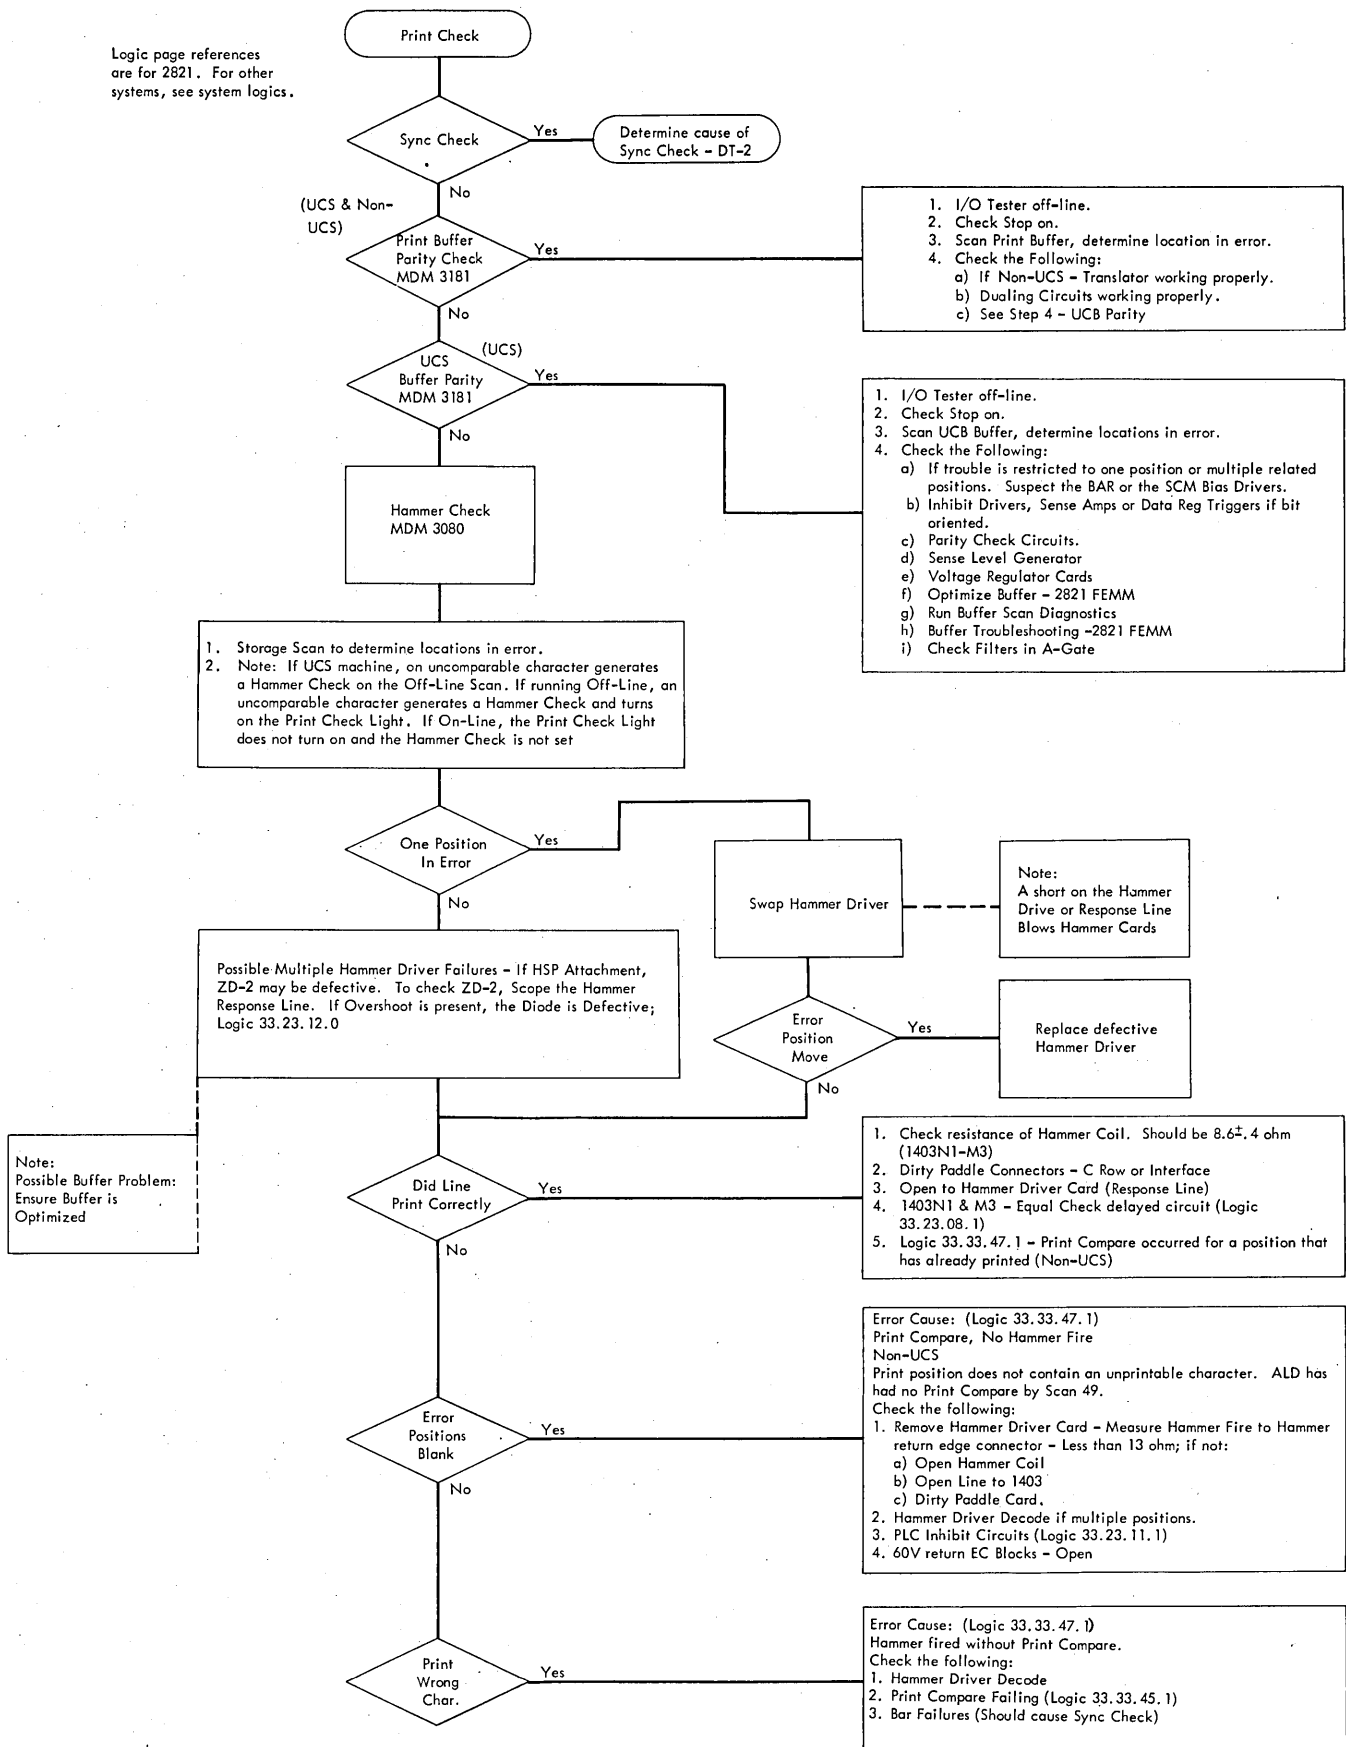 Print Check
Logic page references
are for 2821. For other
systems, see system logics.
Sync Check
Yes
Determine cause of
Sync Check - DT-2
No
(UCS & Non-
UCS)
Print Buffer
Parity Check
MDM 3181
Yes
1. I/O Tester off-line.
2. Check Stop on.
3. Scan Print Buffer, determine location in error.
4. Check the Following:
a) If Non-UCS - Translator working properly.
b) Dualing Circuits working properly.
c) See Step 4 - UCB Parity
No
(UCS)
UCS
Buffer Parity
MDM 3181
Yes
1. I/O Tester off-line.
2. Check Stop on.
3. Scan UCB Buffer, determine locations in error.
4. Check the Following:
a) If trouble is restricted to one position or multiple related
positions. Suspect the BAR or the SCM Bias Drivers.
b) Inhibit Drivers, Sense Amps or Data Reg Triggers if bit
oriented.
c) Parity Check Circuits.
d) Sense Level Generator
e) Voltage Regulator Cards
f) Optimize Buffer - 2821 FEMM
g) Run Buffer Scan Diagnostics
h) Buffer Troubleshooting -2821 FEMM
i) Check Filters in A-Gate
No
Hammer Check
MDM 3080
1. Storage Scan to determine locations in error.
2. Note: If UCS machine, on uncomparable character generates
a Hammer Check on the Off-Line Scan. If running Off-Line, an
uncomparable character generates a Hammer Check and turns
on the Print Check Light. If On-Line, the Print Check Light
does not turn on and the Hammer Check is not set
One Position
In Error
Yes
No
Swap Hammer Driver
Note:
A short on the Hammer
Drive or Response Line
Blows Hammer Cards
Possible Multiple Hammer Driver Failures - If HSP Attachment,
ZD-2 may be defective. To check ZD-2, Scope the Hammer
Response Line. If Overshoot is present, the Diode is Defective;
Logic 33.23.12.0
Error
Position
Move
Yes
Replace defective
Hammer Driver
No
Note:
Possible Buffer Problem:
Ensure Buffer is
Optimized
Did Line
Print Correctly
Yes
1. Check resistance of Hammer Coil. Should be 8.6±.4 ohm
(1403N1-M3)
2. Dirty Paddle Connectors - C Row or Interface
3. Open to Hammer Driver Card (Response Line)
4. 1403N1 & M3 - Equal Check delayed circuit (Logic
33.23.08.1)
5. Logic 33.33.47.1 - Print Compare occurred for a position that
has already printed (Non-UCS)
No
Error
Positions
Blank
Yes
Error Cause: (Logic 33.33.47.1)
Print Compare, No Hammer Fire
Non-UCS
Print position does not contain an unprintable character. ALD has
had no Print Compare by Scan 49.
Check the following:
1. Remove Hammer Driver Card - Measure Hammer Fire to Hammer
return edge connector - Less than 13 ohm; if not:
a) Open Hammer Coil
b) Open Line to 1403
c) Dirty Paddle Card.
2. Hammer Driver Decode if multiple positions.
3. PLC Inhibit Circuits (Logic 33.23.11.1)
4. 60V return EC Blocks - Open
No
Print
Wrong
Char.
Yes
Error Cause: (Logic 33.33.47.1)
Hammer fired without Print Compare.
Check the following:
1. Hammer Driver Decode
2. Print Compare Failing (Logic 33.33.45.1)
3. Bar Failures (Should cause Sync Check)